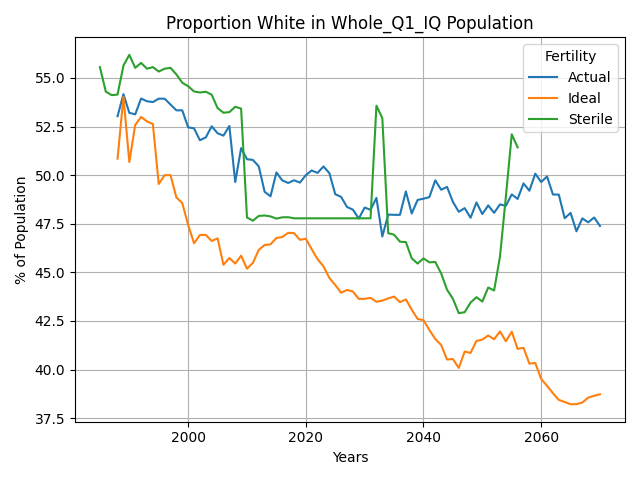 Proportion White in Whole_Q1_IQ Population
Fertility
Actual
Ideal
Sterile
% of Population
55.0
52.5
50.0
47.5
45.0
42.5
40.0
37.5
2000
2020
2040
2060
Years